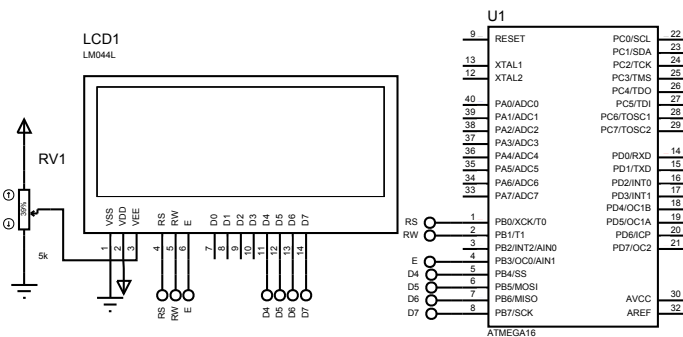 LCD1
LM044L
RV1
39%
5k
VSS
VDD
VEE
RS
RW
E
D0
D1
D2
D3
D4
D5
D6
D7
1
2
3
4
5
6
7
8
9
10
11
12
13
14
RS
RW
E
D4
D5
D6
D7
U1
9 RESET PC0/SCL 22
PC1/SDA 23
13 XTAL1 PC2/TCK 24
12 XTAL2 PC3/TMS 25
PC4/TDO 26
40 PA0/ADC0 PC5/TDI 27
39 PA1/ADC1 PC6/TOSC1 28
38 PA2/ADC2 PC7/TOSC2 29
37 PA3/ADC3
36 PA4/ADC4 PD0/RXD 14
35 PA5/ADC5 PD1/TXD 15
34 PA6/ADC6 PD2/INT0 16
33 PA7/ADC7 PD3/INT1 17
PD4/OC1B 18
RS 1 PB0/XCK/T0 PD5/OC1A 19
RW 2 PB1/T1 PD6/ICP 20
3 PB2/INT2/AIN0 PD7/OC2 21
E 4 PB3/OC0/AIN1
D4 5 PB4/SS
D5 6 PB5/MOSI
D6 7 PB6/MISO AVCC 30
D7 8 PB7/SCK AREF 32
ATMEGA16